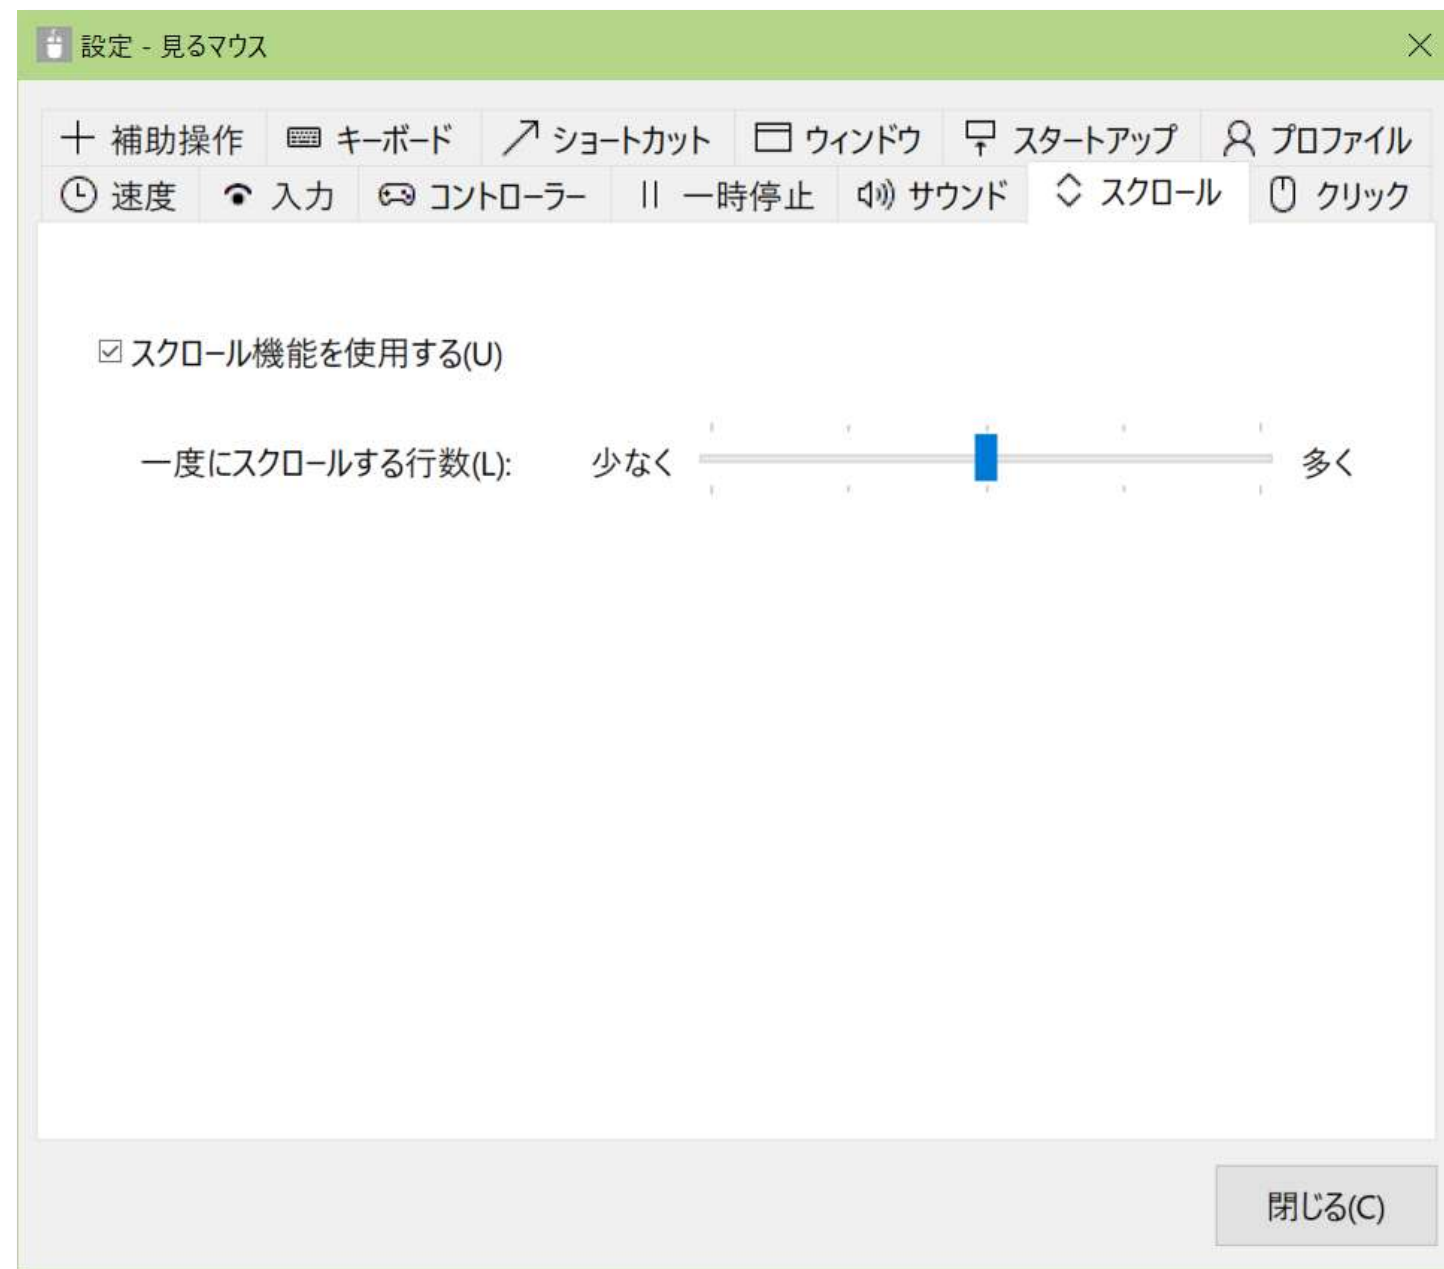 設定 - 見るマウス
補助操作 キーボード ショートカット ウィンドウ スタートアップ プロファイル
速度 入力 コントローラー 一時停止 サウンド スクロール クリック
スクロール機能を使用する(U)
一度にスクロールする行数(L): 少なく 多く
閉じる(C)